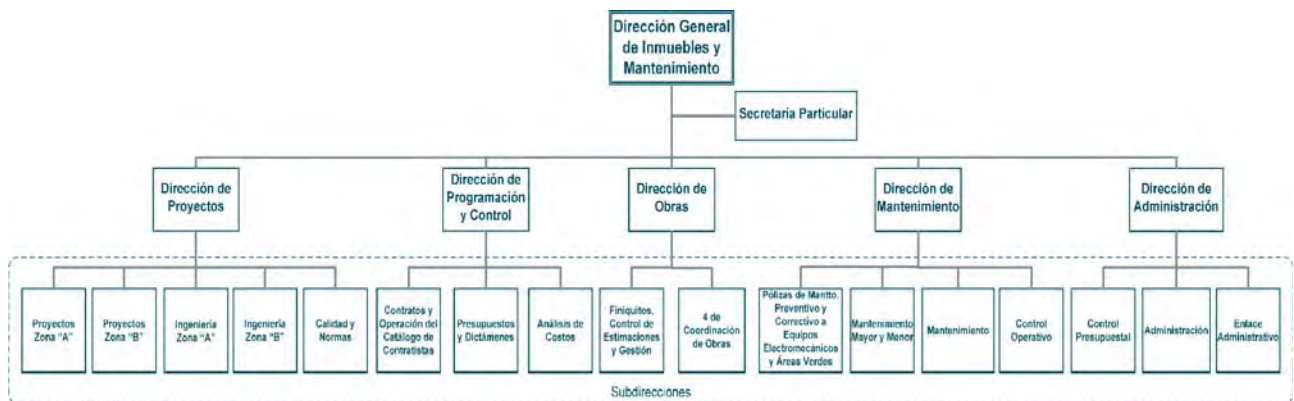 Dirección General
de Inmuebles y
Mantenimiento
Secretaría Particular
Dirección de
Proyectos
Dirección de
Programación
y Control
Dirección de
Obras
Dirección de
Mantenimiento
Dirección de
Administración
Proyectos
Zona “A”
Proyectos
Zona “B”
Ingeniería
Zona “A”
Ingeniería
Zona “B”
Calidad y
Normas
Contratos y
Operación del
Catálogo de
Contratistas
Presupuestos
y Dictámenes
Análisis de
Costos
Finiquitos,
Control de
Estimaciones
y Gestión
4 de
Coordinación
de Obras
Pólizas de Mantto.
Preventivo y
Correctivo a
Equipos
Electromecánicos
y Áreas Verdes
Mantenimiento
Mayor y Menor
Mantenimiento
Control
Operativo
Control
Presupuestal
Administración
Enlace
Administrativo
Subdirecciones